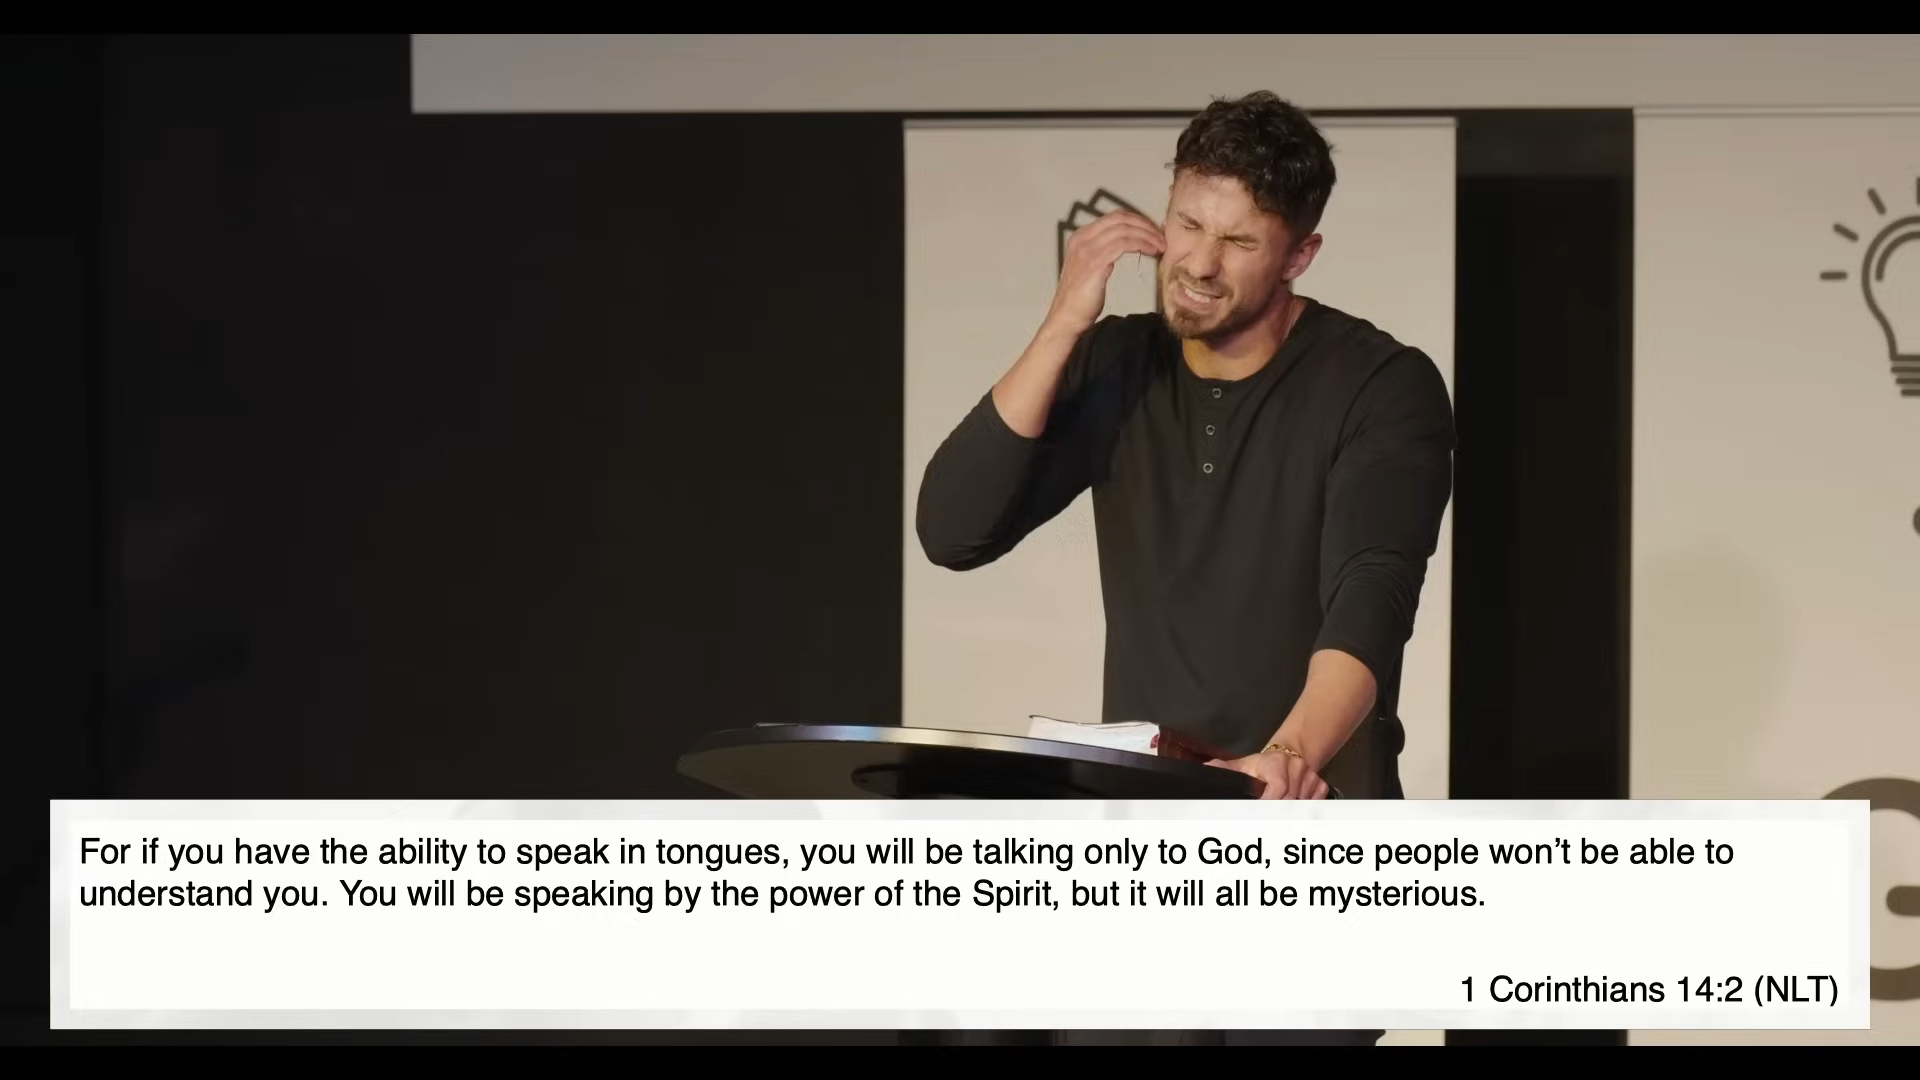 For if you have the ability to speak in tongues, you will be talking only to God, since people won’t be able to
understand you. You will be speaking by the power of the Spirit, but it will all be mysterious.
1 Corinthians 14:2 (NLT)